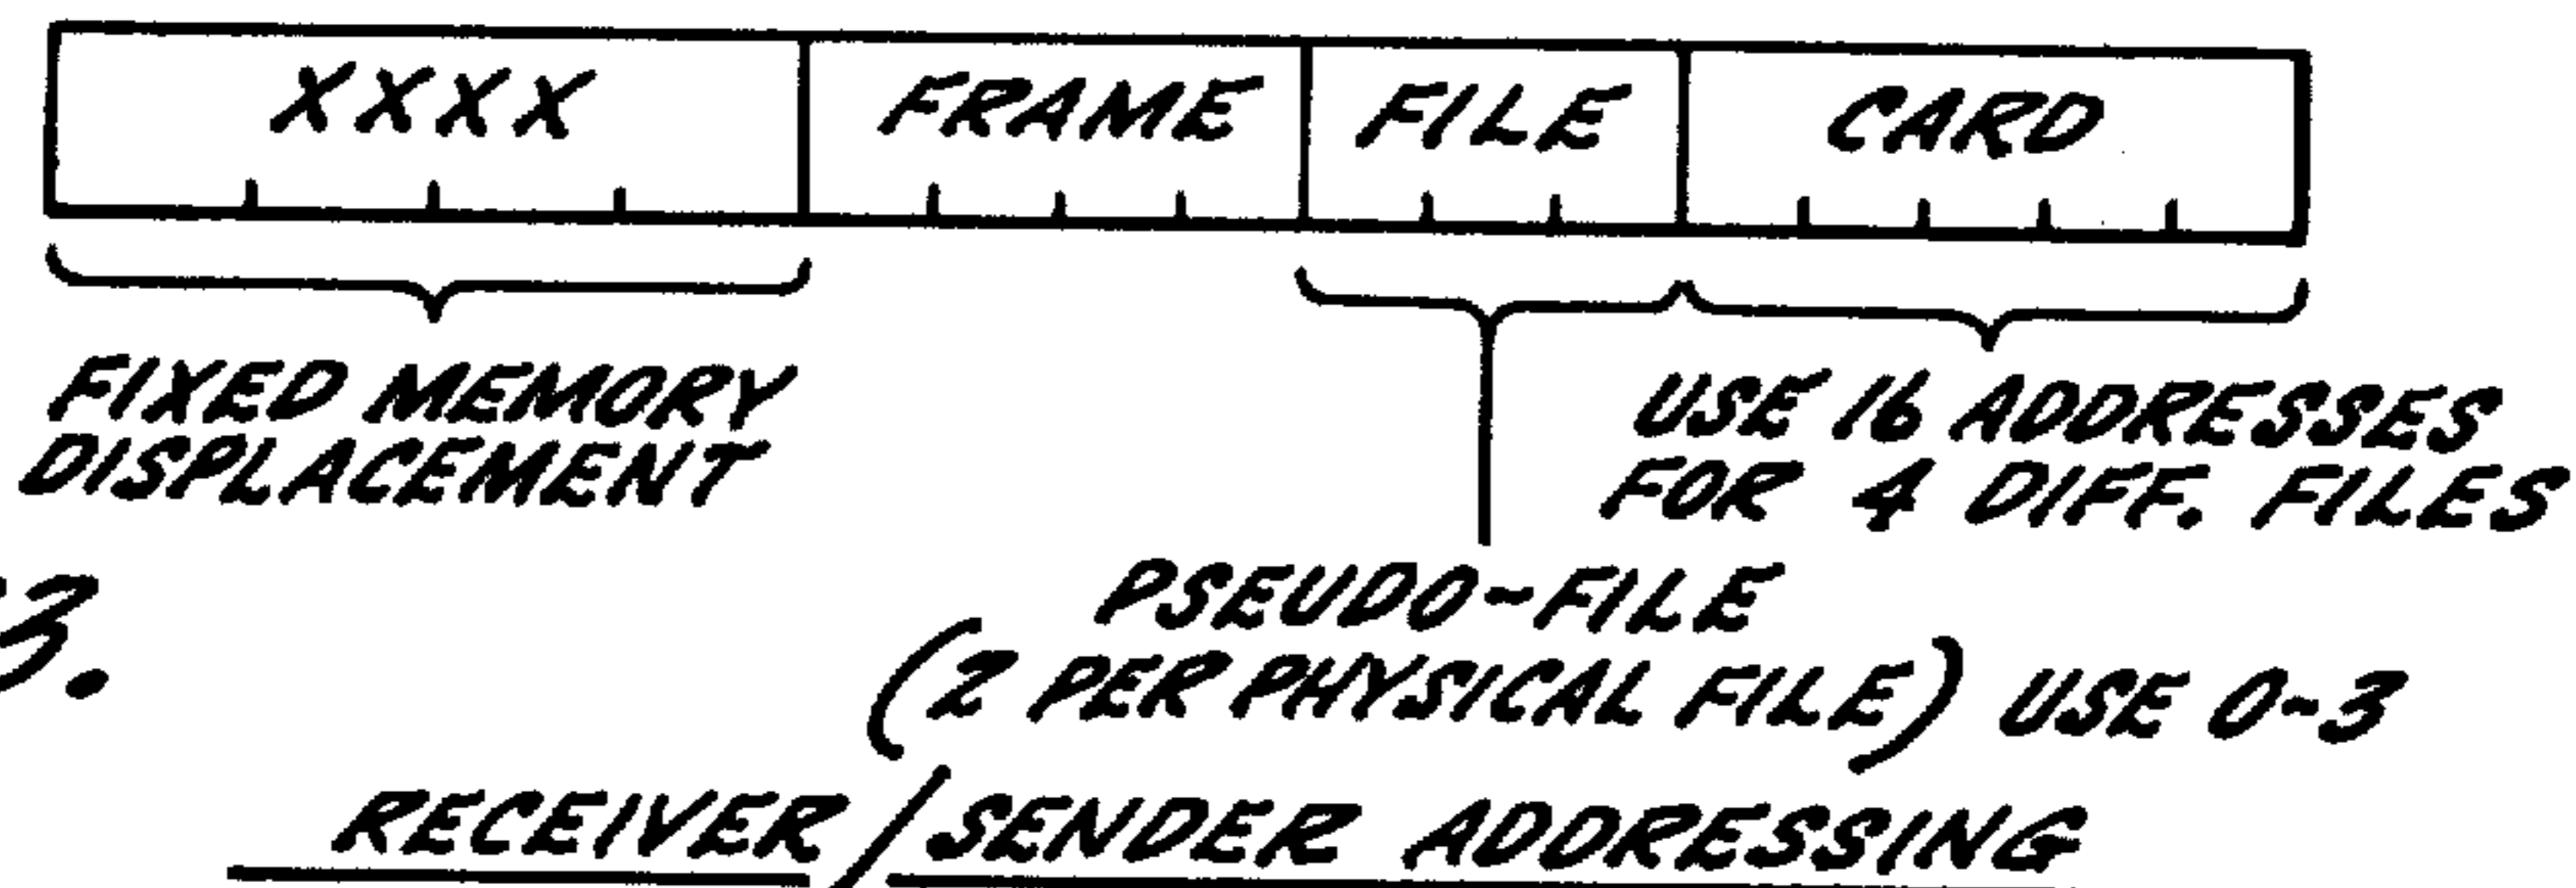 XXXX FRAME FILE CARD
FIXED MEMORY
DISPLACEMENT
USE 16 ADDRESSES
FOR 4 DIFF. FILES
3.
PSEUDO-FILE
(2 PER PHYSICAL FILE) USE 0-3
RECEIVER/SENDER ADDRESSING